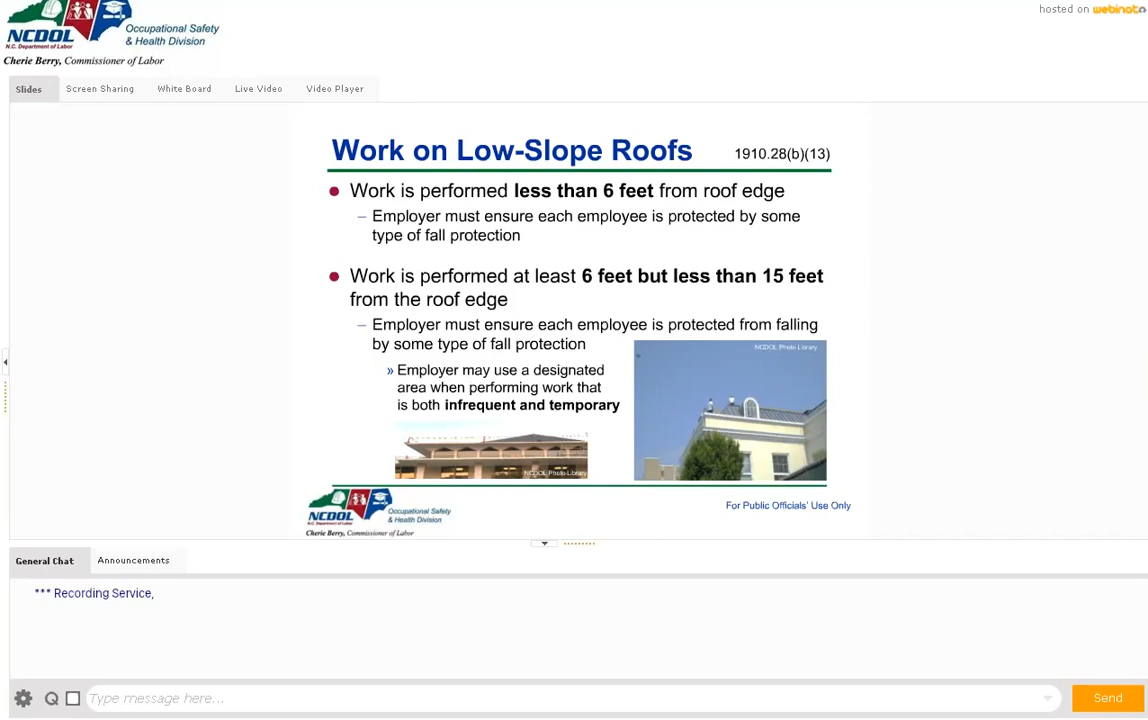 hosted on webinato
NCDOL
N.C. Department of Labor
Occupational Safety
& Health Division
Cherie Berry, Commissioner of Labor
Slides
Screen Sharing
White Board
Live Video
Video Player
Work on Low-Slope Roofs
1910.28(b)(13)
Work is performed less than 6 feet from roof edge
– Employer must ensure each employee is protected by some
type of fall protection
Work is performed at least 6 feet but less than 15 feet
from the roof edge
– Employer must ensure each employee is protected from falling
by some type of fall protection
» Employer may use a designated
area when performing work that
is both infrequent and temporary
NCDOL Photo Library
NCDOL Photo Library
NCDOL
N.C. Department of Labor
Occupational Safety
& Health Division
Cherie Berry, Commissioner of Labor
For Public Officials' Use Only
General Chat
Announcements
*** Recording Service,
Q
Type message here...
Send